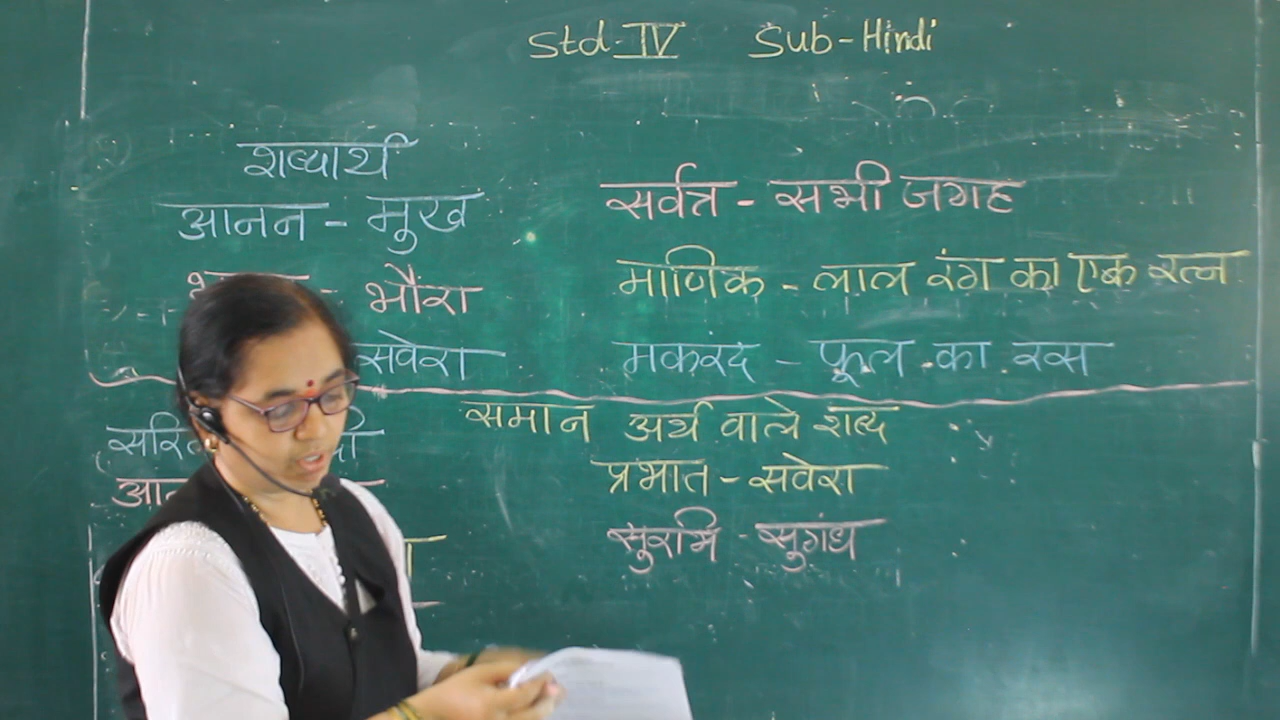 Std-IV Sub-Hindi
शब्दार्थ
आनन - मुख
- भौंरा
सवेरा
सर्वत्र - सभी जगह
माणिक - लाल रंग का एक रत्न
मकरंद - फूल का रस
समान अर्थ वाले शब्द
प्रभात - सवेरा
सुरभि - सुगंध